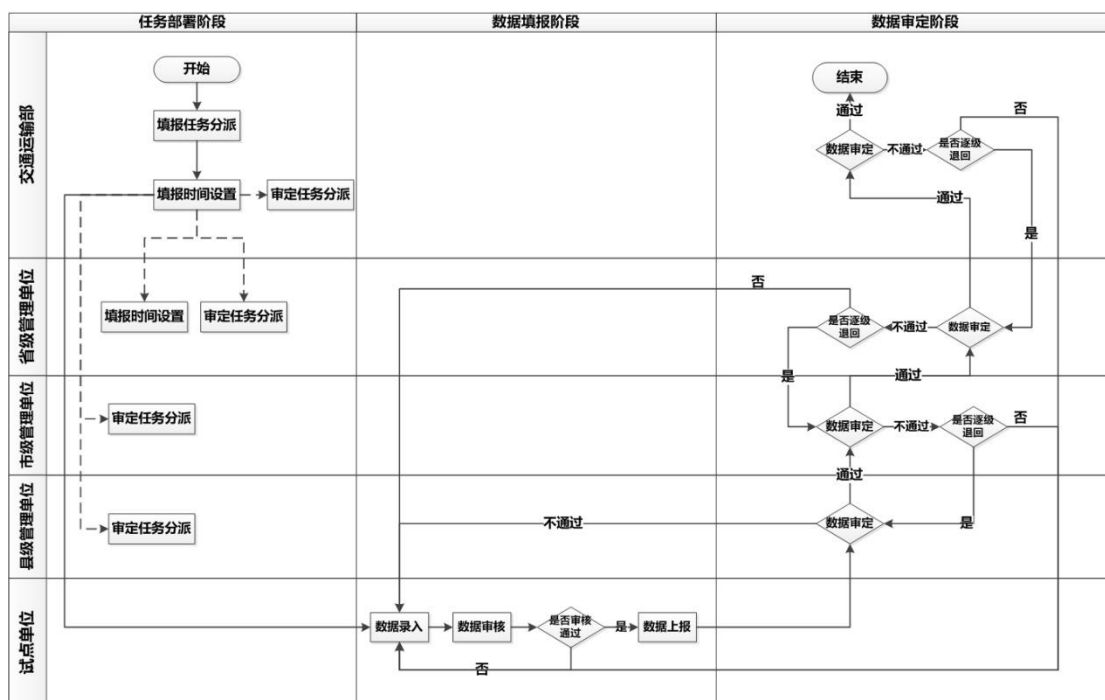 任务部署阶段
数据填报阶段
数据审定阶段
交通运输部
开始
填报任务分派
填报时间设置
审定任务分派
结束
通过
否
数据审定
不通过
是否逐级
退回
通过
是
省级管理单位
填报时间设置
审定任务分派
否
是否逐级
退回
不通过
数据审定
是
通过
市级管理单位
审定任务分派
数据审定
不通过
是否逐级
退回
否
通过
县级管理单位
审定任务分派
不通过
数据审定
是
试点单位
数据录入
数据审核
是否审核
通过
是
数据上报
否